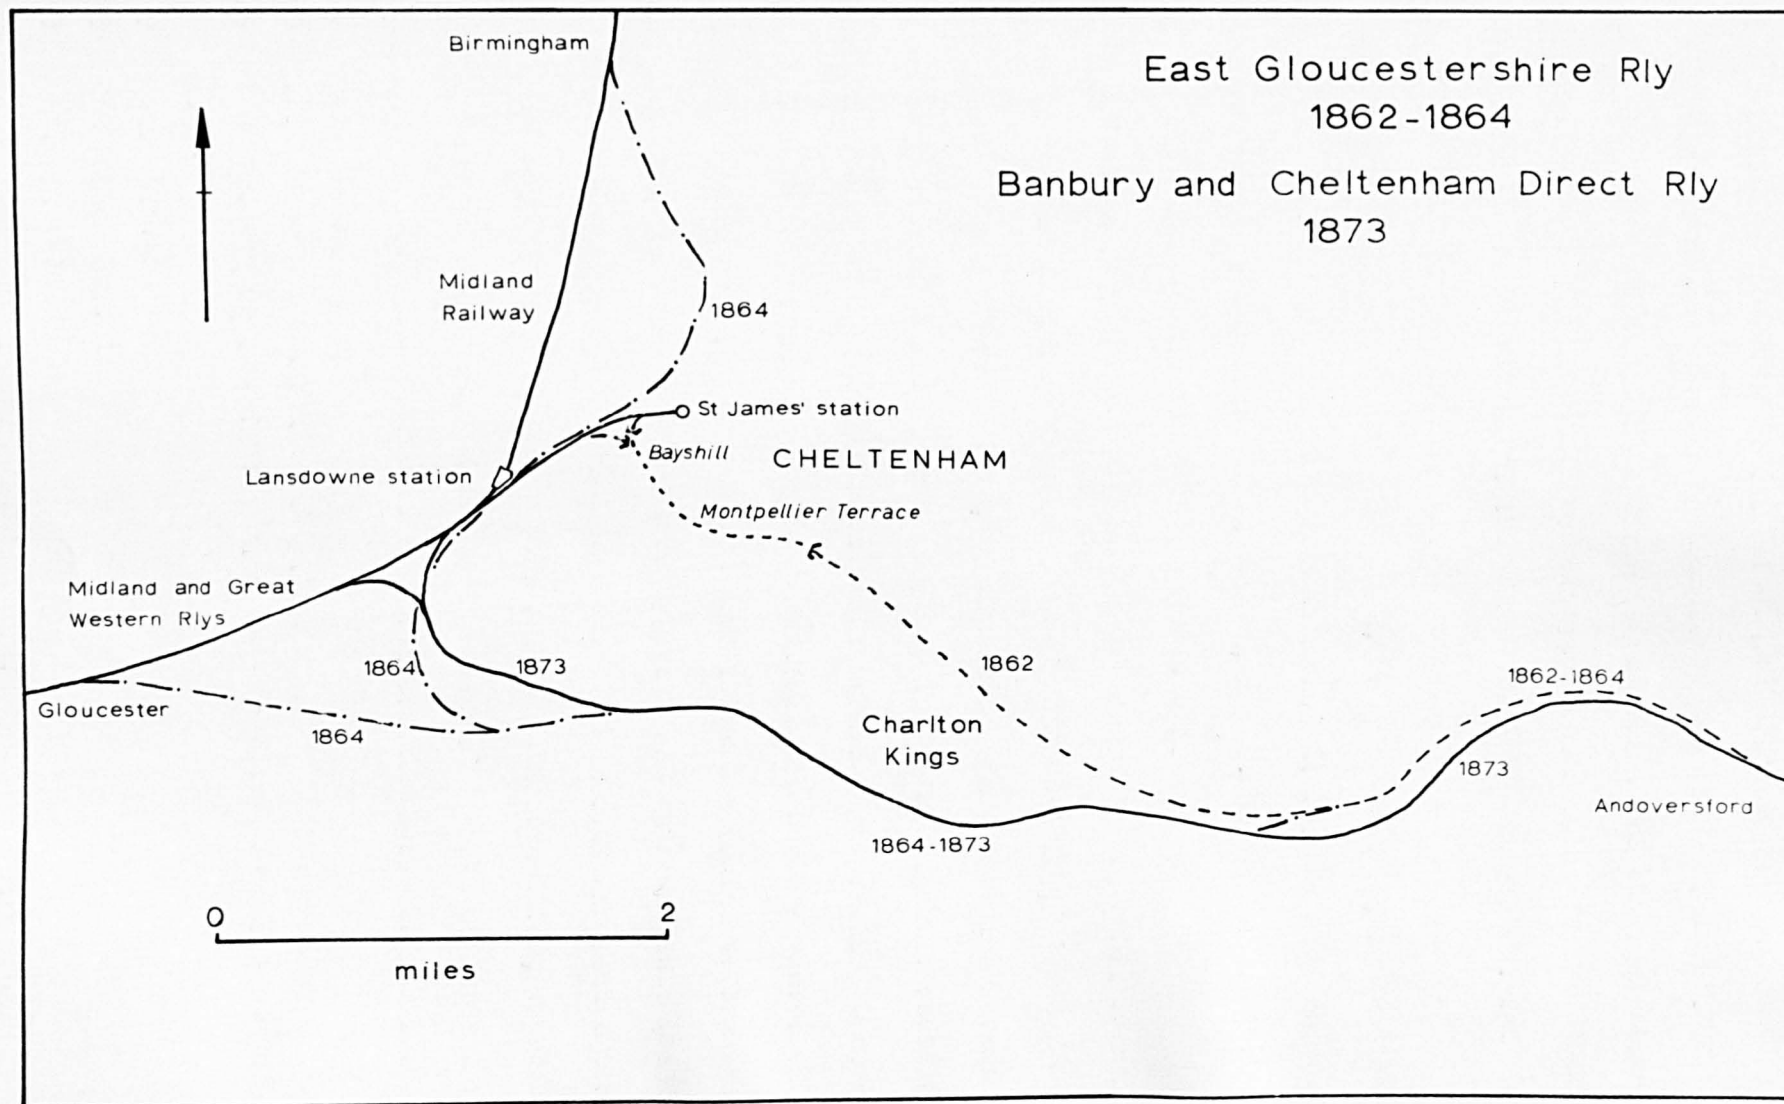 East Gloucestershire Rly
1862-1864
Banbury and Cheltenham Direct Rly
1873
Birmingham
Midland
Railway
1864
St James' station
Bayshill
CHELTENHAM
Lansdowne station
Montpellier Terrace
Midland and Great
Western Rlys
1864
1873
1862
1862-1864
Gloucester
1864
Charlton
Kings
1873
Andoversford
1864-1873
0
2
miles